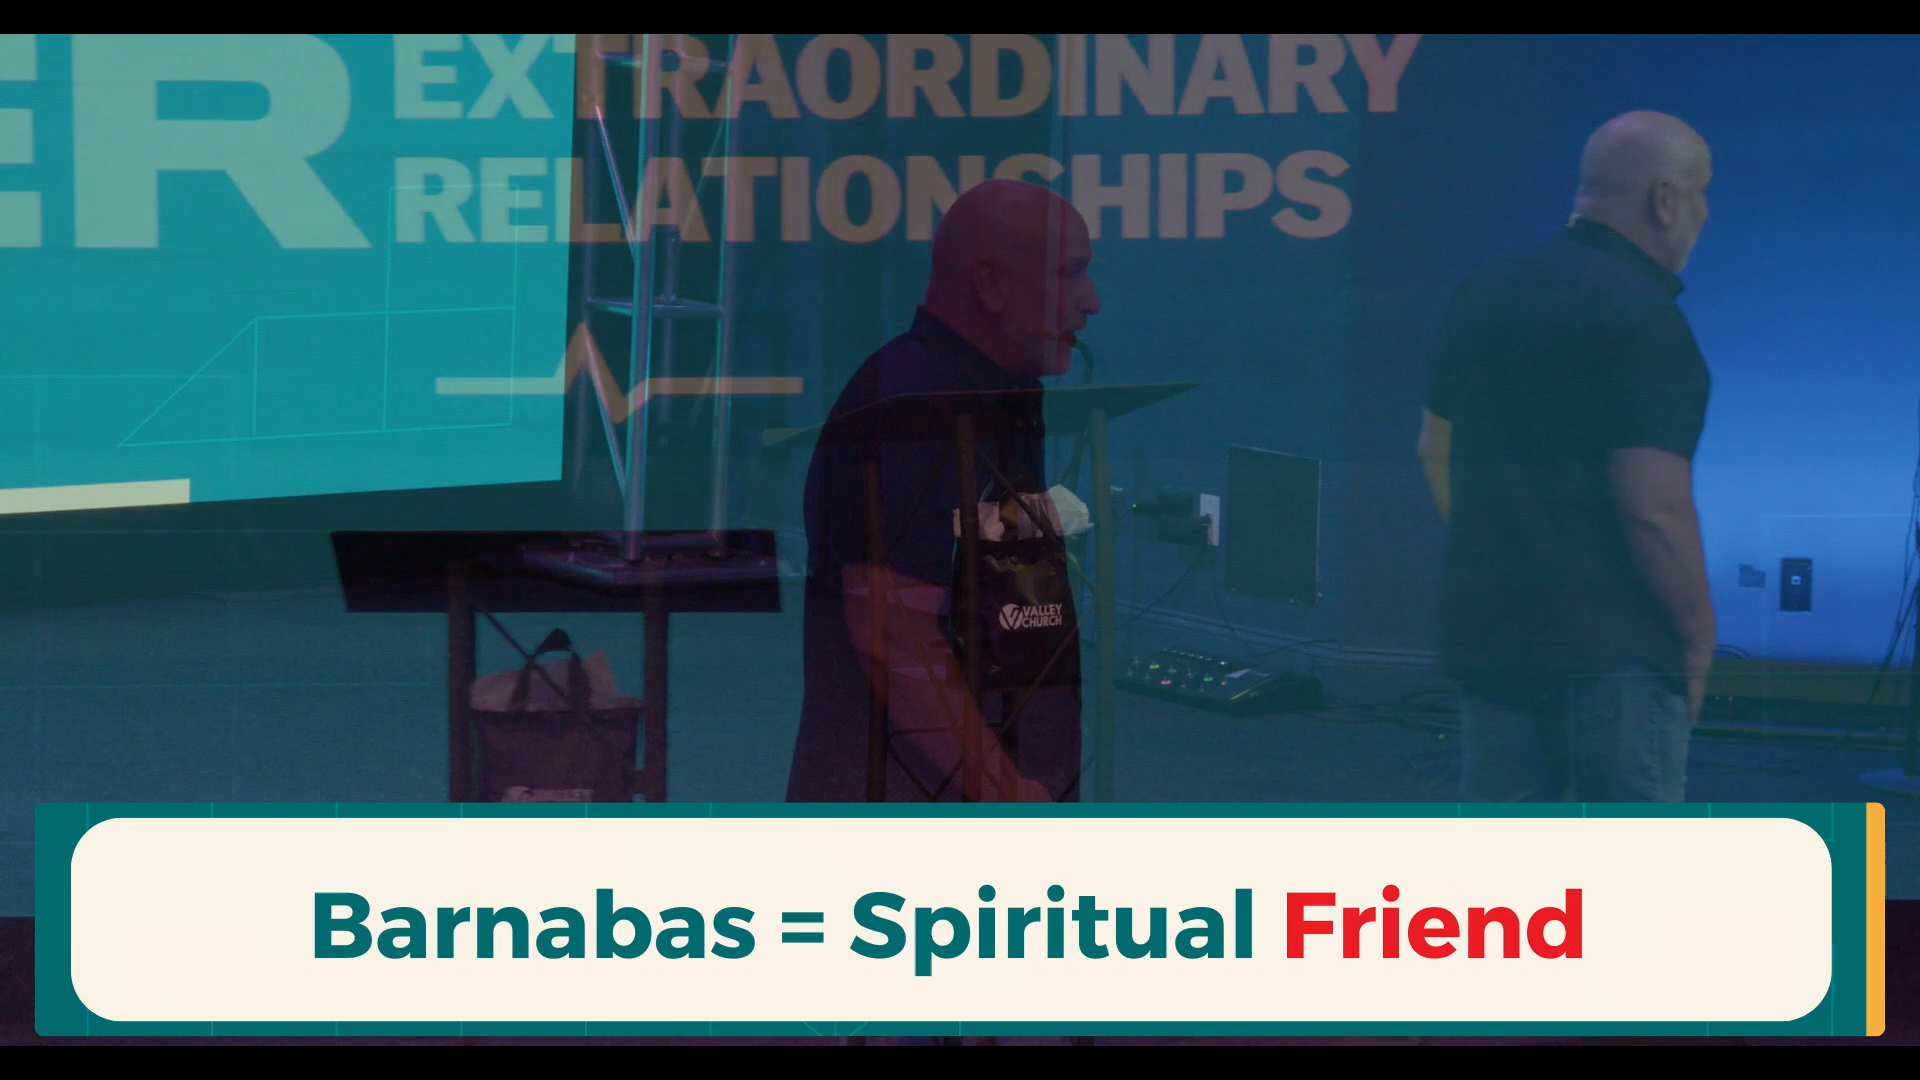 ER
EXTRAORDINARY
RELATIONSHIPS
VALLEY
CHURCH
Barnabas = Spiritual Friend